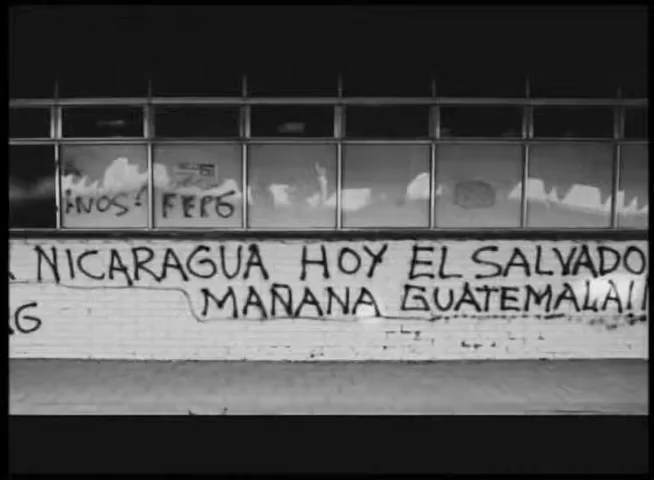 ¡NOS!
FERG
NICARAGUA HOY EL SALVADO
MAÑANA GUATEMALA!!
G